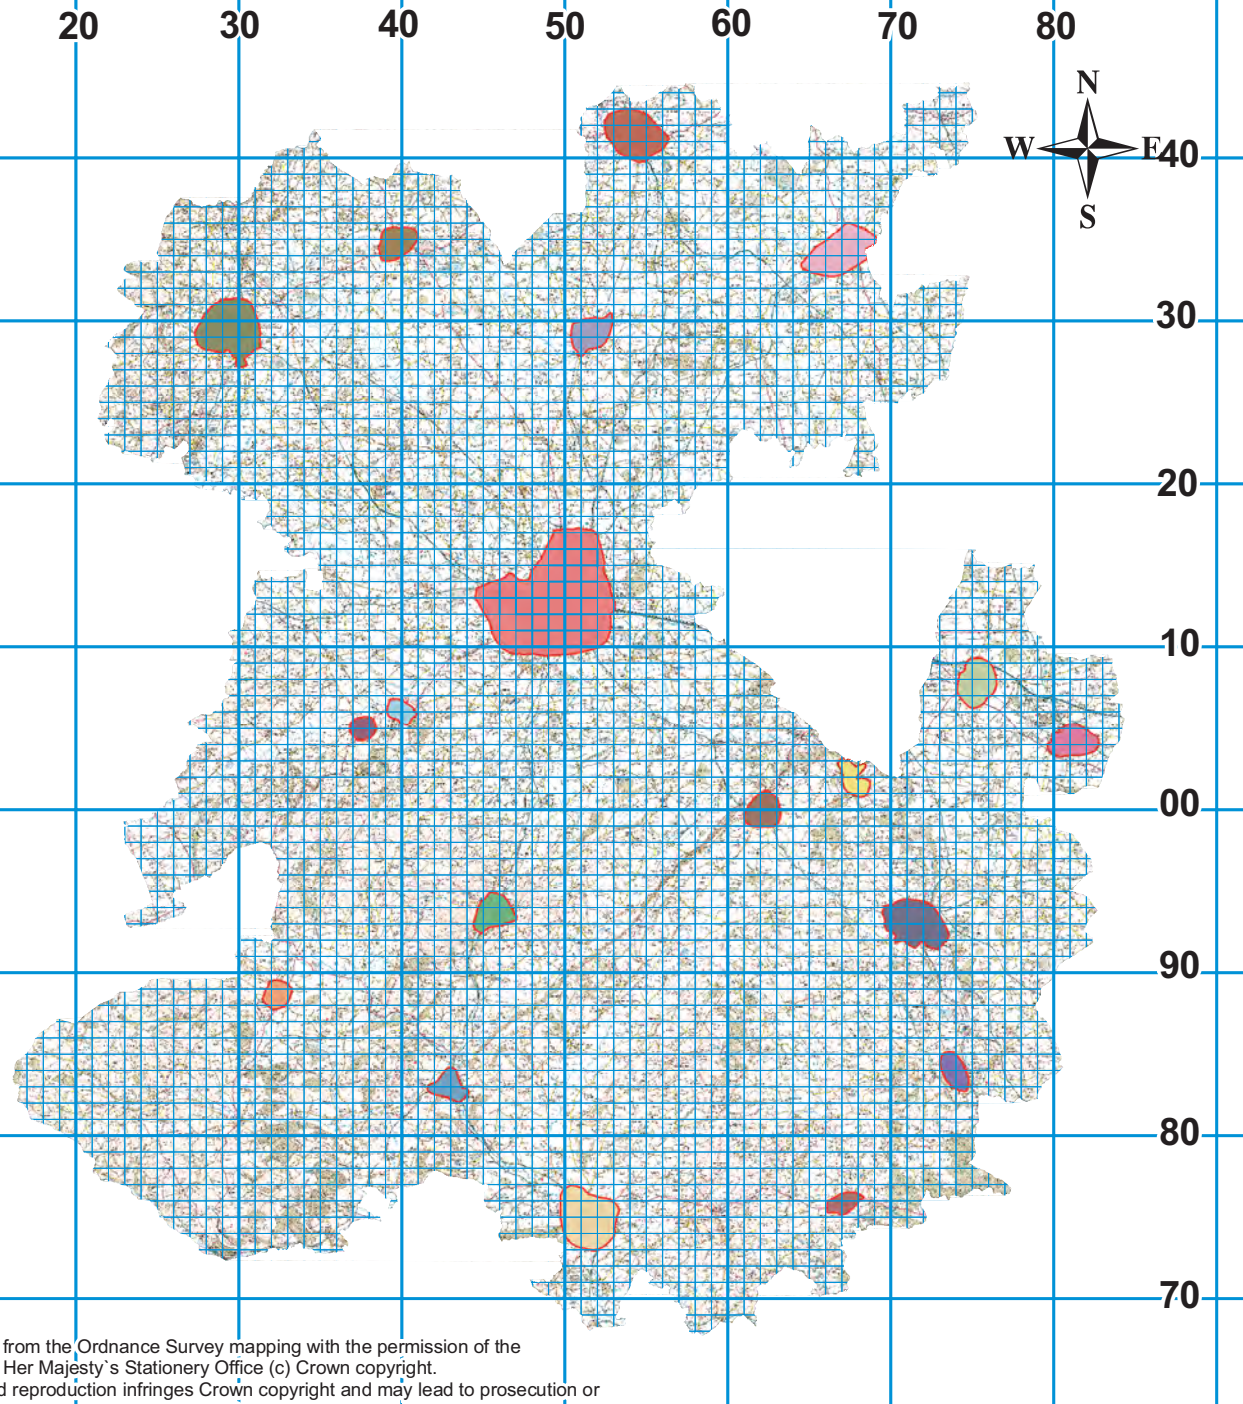 20 30 40 50 60 70 80
N
W E
S
40
30
20
10
00
90
80
70
from the Ordnance Survey mapping with the permission of the
Her Majesty`s Stationery Office (c) Crown copyright.
d reproduction infringes Crown copyright and may lead to prosecution or